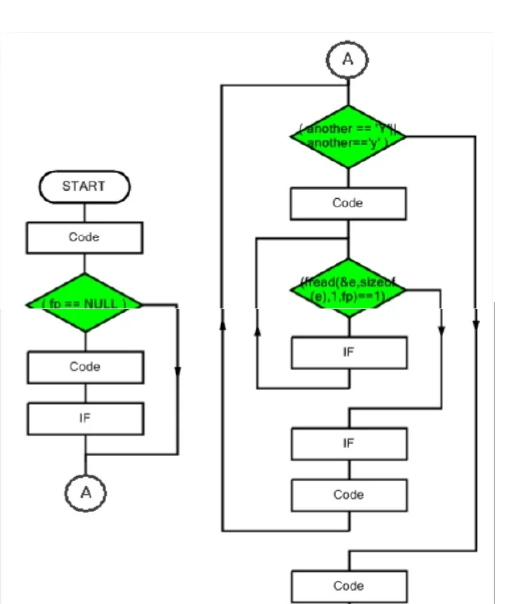 START
Code
( fp == NULL )
Code
IF
A
A
( another == 'Y'||
another=='y' )
Code
(fread(&e,sizeof
(e),1,fp)==1)
IF
IF
Code
Code